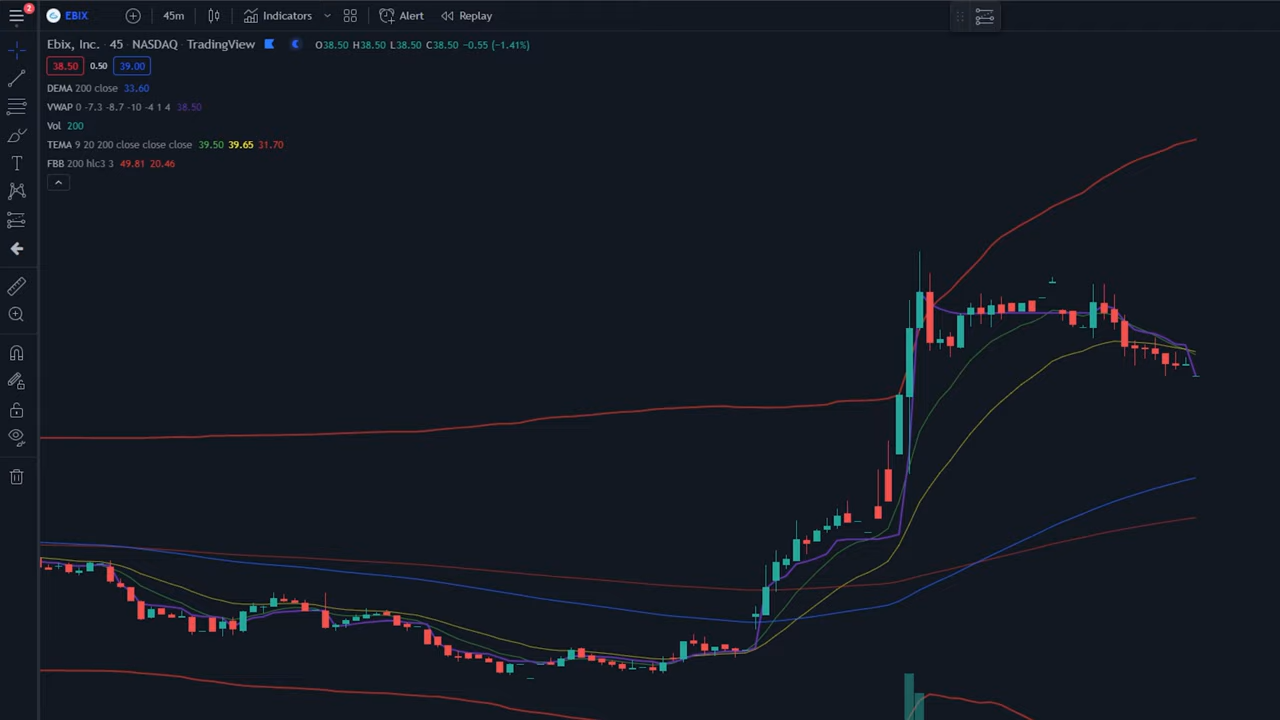 2
EBIX
45m
Indicators
Alert
Replay
Ebix, Inc. 45 NASDAQ TradingView
O38.50 H38.50 L38.50 C38.50 −0.55 (−1.41%)
38.50 0.50 39.00
DEMA 200 close 33.60
VWAP 0 -7.3 -8.7 -10 -4 1 4 38.50
Vol 200
TEMA 9 20 200 close close close 39.50 39.65 31.70
FBB 200 hlc3 3 49.81 20.46